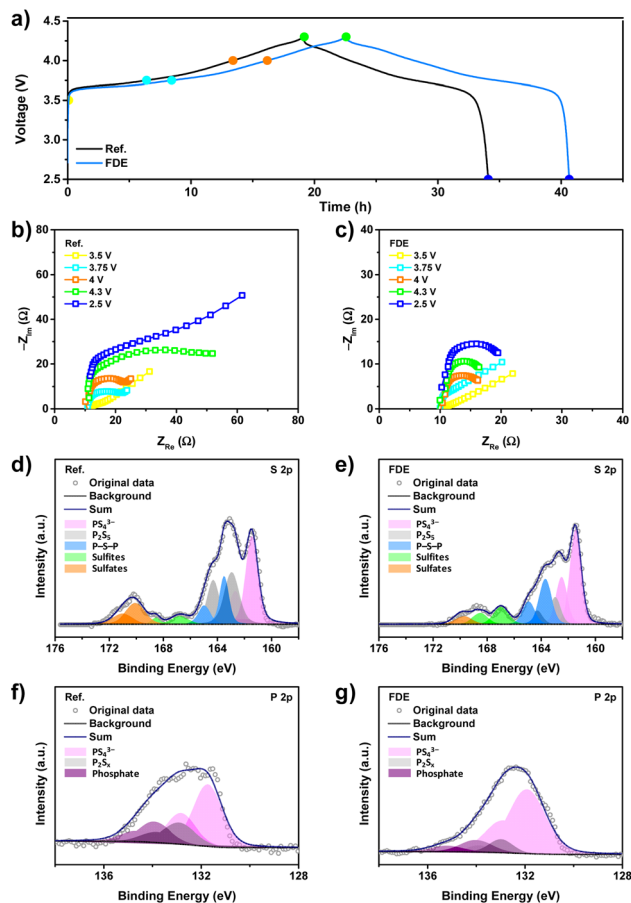 a)
4.5
4.0
3.5
3.0
2.5
Voltage (V)
Ref.
FDE
0
10
20
30
40
Time (h)
b)
Ref.
3.5 V
3.75 V
4 V
4.3 V
2.5 V
80
60
40
20
0
−Z_Im (Ω)
0
20
40
60
80
Z_Re (Ω)
c)
FDE
3.5 V
3.75 V
4 V
4.3 V
2.5 V
40
30
20
10
0
−Z_Im (Ω)
0
10
20
30
40
Z_Re (Ω)
d)
Ref.
S 2p
Original data
Background
Sum
PS₄³⁻
P₂S₅
P–S–P
Sulfites
Sulfates
Intensity (a.u.)
176
172
168
164
160
Binding Energy (eV)
e)
FDE
S 2p
Original data
Background
Sum
PS₄³⁻
P₂S₅
P–S–P
Sulfites
Sulfates
Intensity (a.u.)
176
172
168
164
160
Binding Energy (eV)
f)
Ref.
P 2p
Original data
Background
Sum
PS₄³⁻
P₂Sₓ
Phosphate
Intensity (a.u.)
136
132
128
Binding Energy (eV)
g)
FDE
P 2p
Original data
Background
Sum
PS₄³⁻
P₂Sₓ
Phosphate
Intensity (a.u.)
136
132
128
Binding Energy (eV)